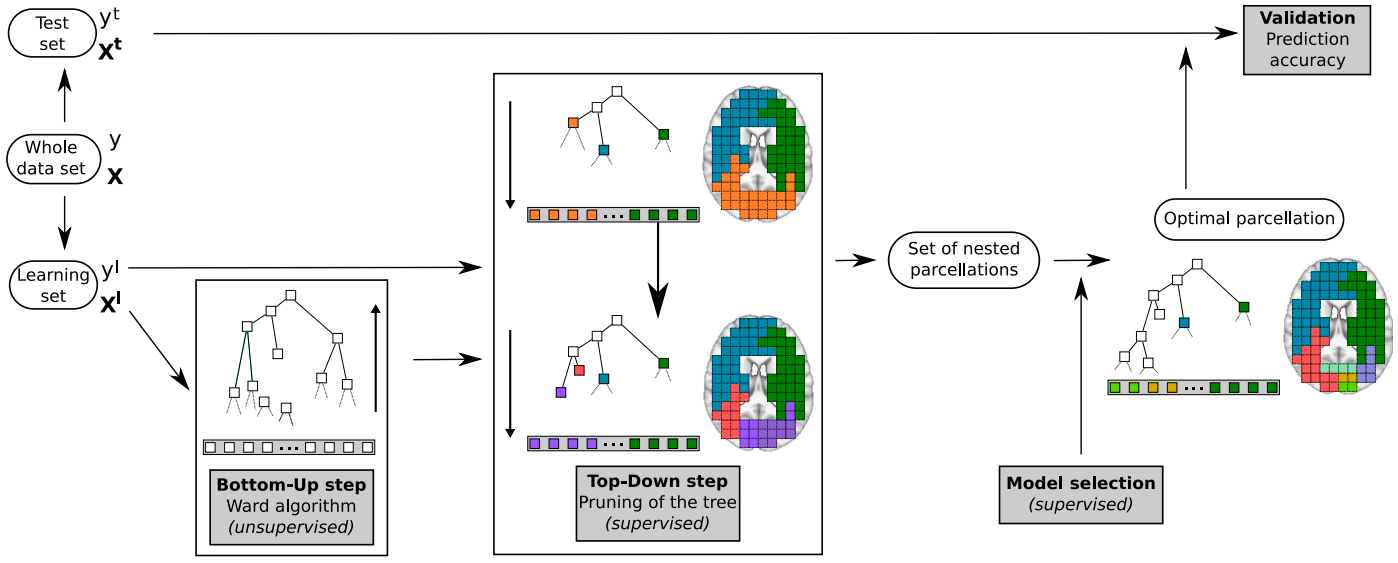 Test
set
y^t
X^t
Validation
Prediction
accuracy
Whole
data set
y
X
Learning
set
y^l
X^l
Bottom-Up step
Ward algorithm
(unsupervised)
Top-Down step
Pruning of the tree
(supervised)
Set of nested
parcellations
Model selection
(supervised)
Optimal parcellation